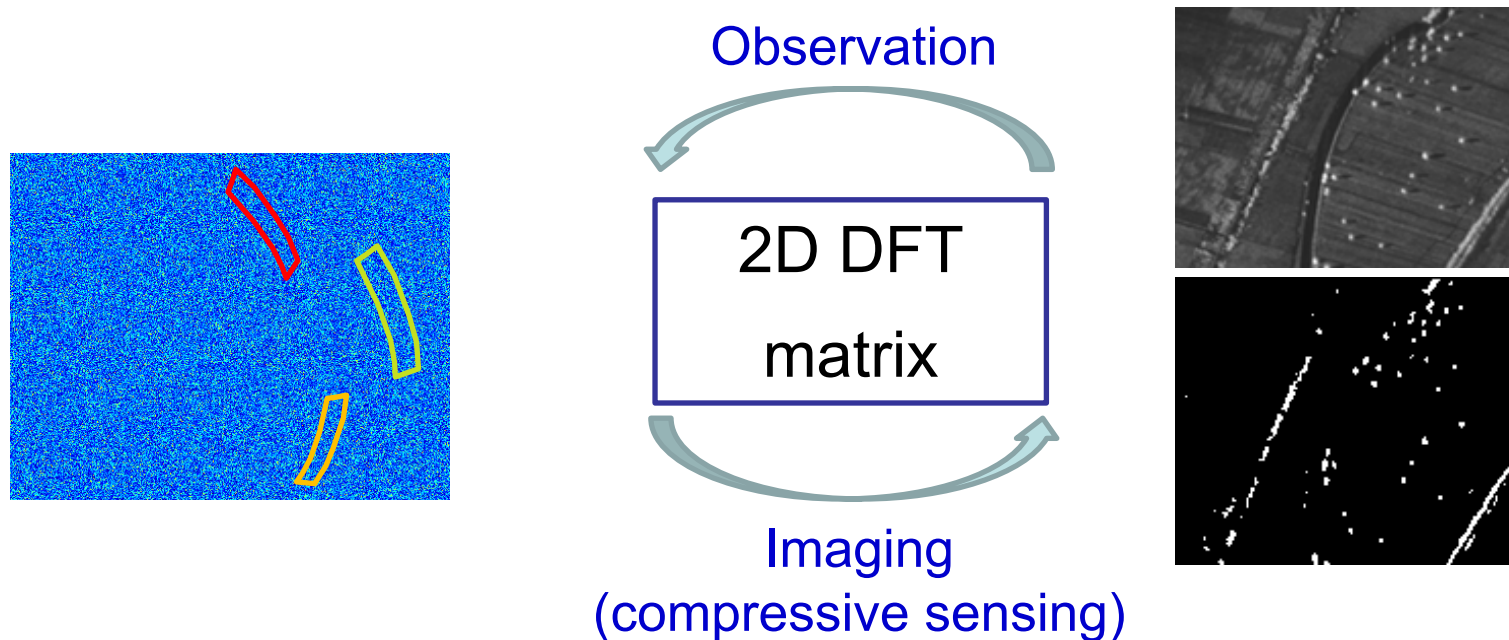 Observation
2D DFT
matrix
Imaging
(compressive sensing)